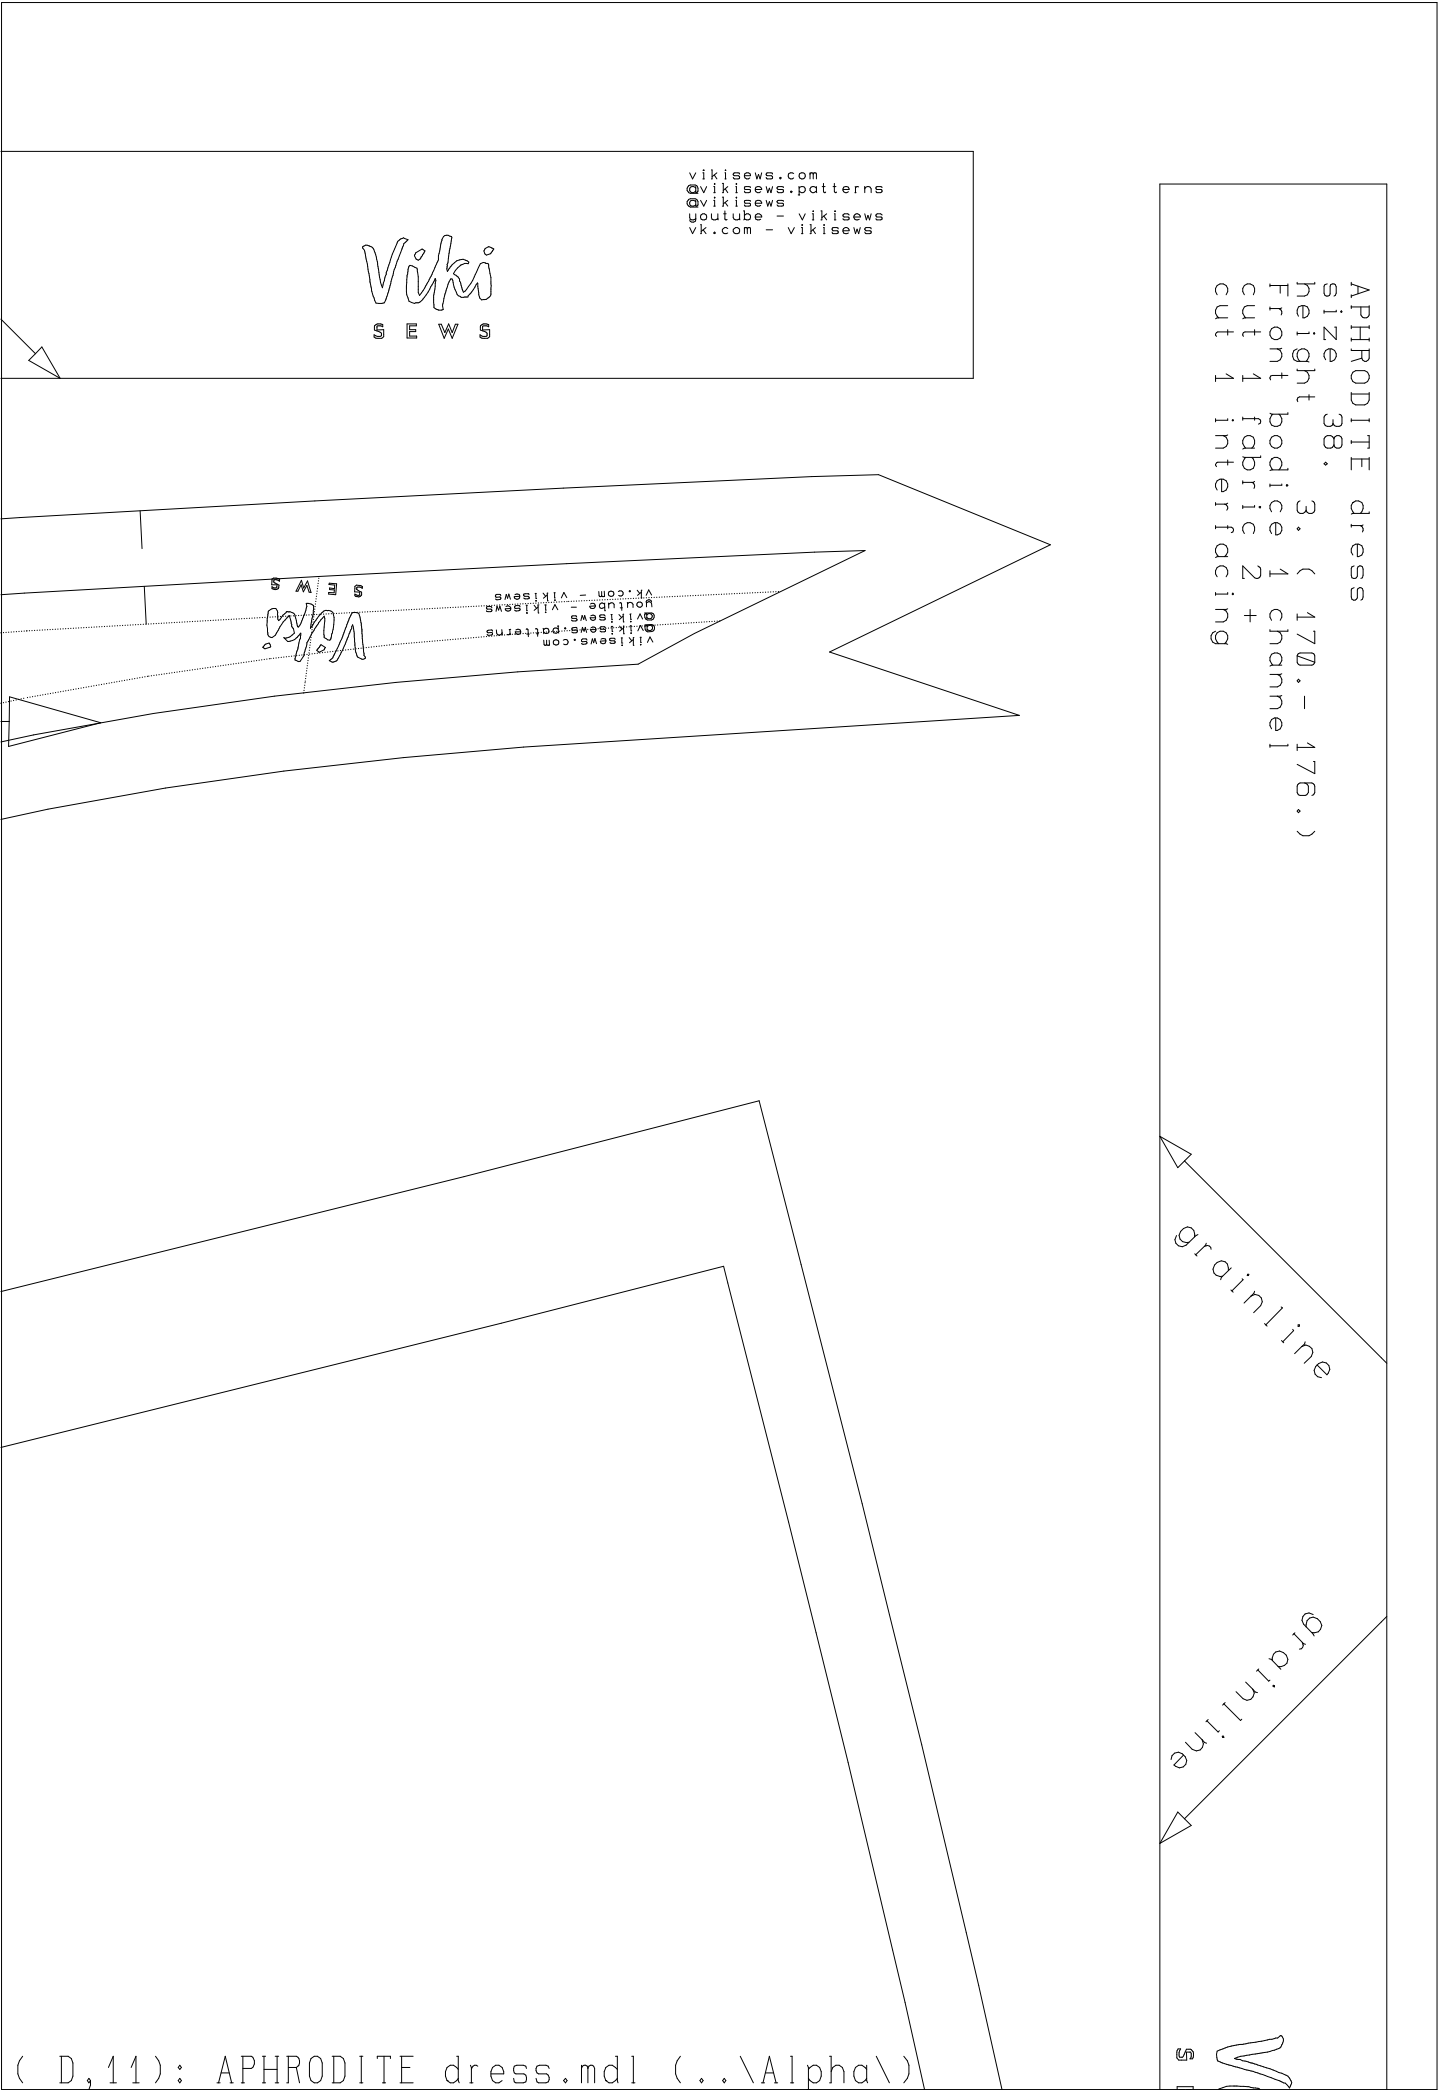 vikisews.com
@vikisews.patterns
@vikisews
youtube - vikisews
vk.com - vikisews
Viki
SEWS
APHRODITE dress
size 38.
height 3. ( 170.- 176.)
Front bodice 1 channel
cut 1 fabric 2 +
cut 1 interfacing
vikisews.com
@vikisews.patterns
@vikisews
youtube - vikisews
vk.com - vikisews
Viki
SEWS
grainline
grainline
( D,11): APHRODITE dress.mdl (..\Alpha\)